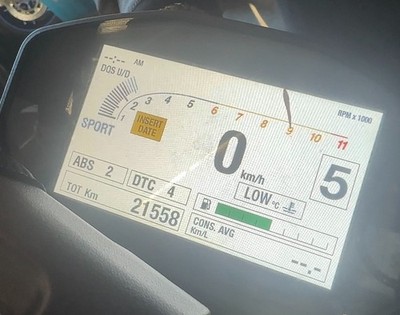 --:-- AM
DOS U/D
RPM x 1000
1 2 3 4 5 6 7 8 9 10 11
SPORT
INSERT
DATE
0 km/h
5
ABS 2
DTC 4
LOW °C
TOT Km
21558
CONS. AVG
Km/L
--.-